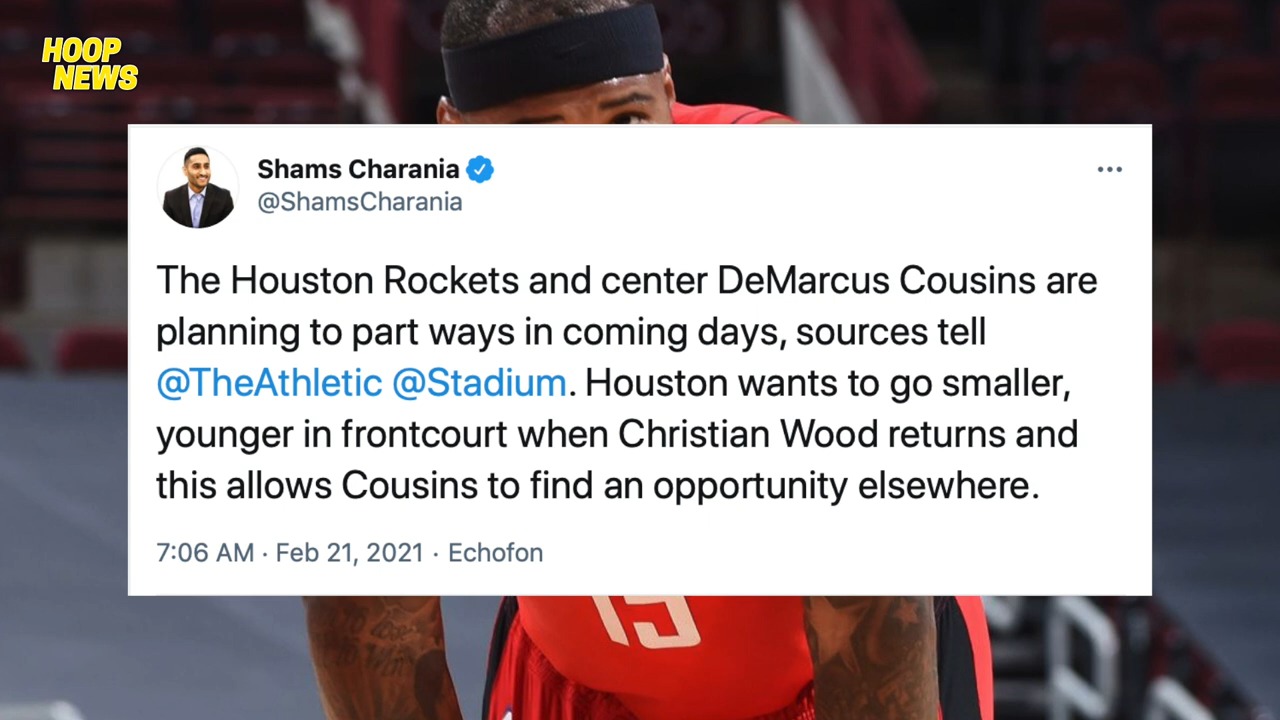 HOOP
NEWS
Shams Charania
@ShamsCharania
The Houston Rockets and center DeMarcus Cousins are
planning to part ways in coming days, sources tell
@TheAthletic @Stadium. Houston wants to go smaller,
younger in frontcourt when Christian Wood returns and
this allows Cousins to find an opportunity elsewhere.
7:06 AM · Feb 21, 2021 · Echofon
15